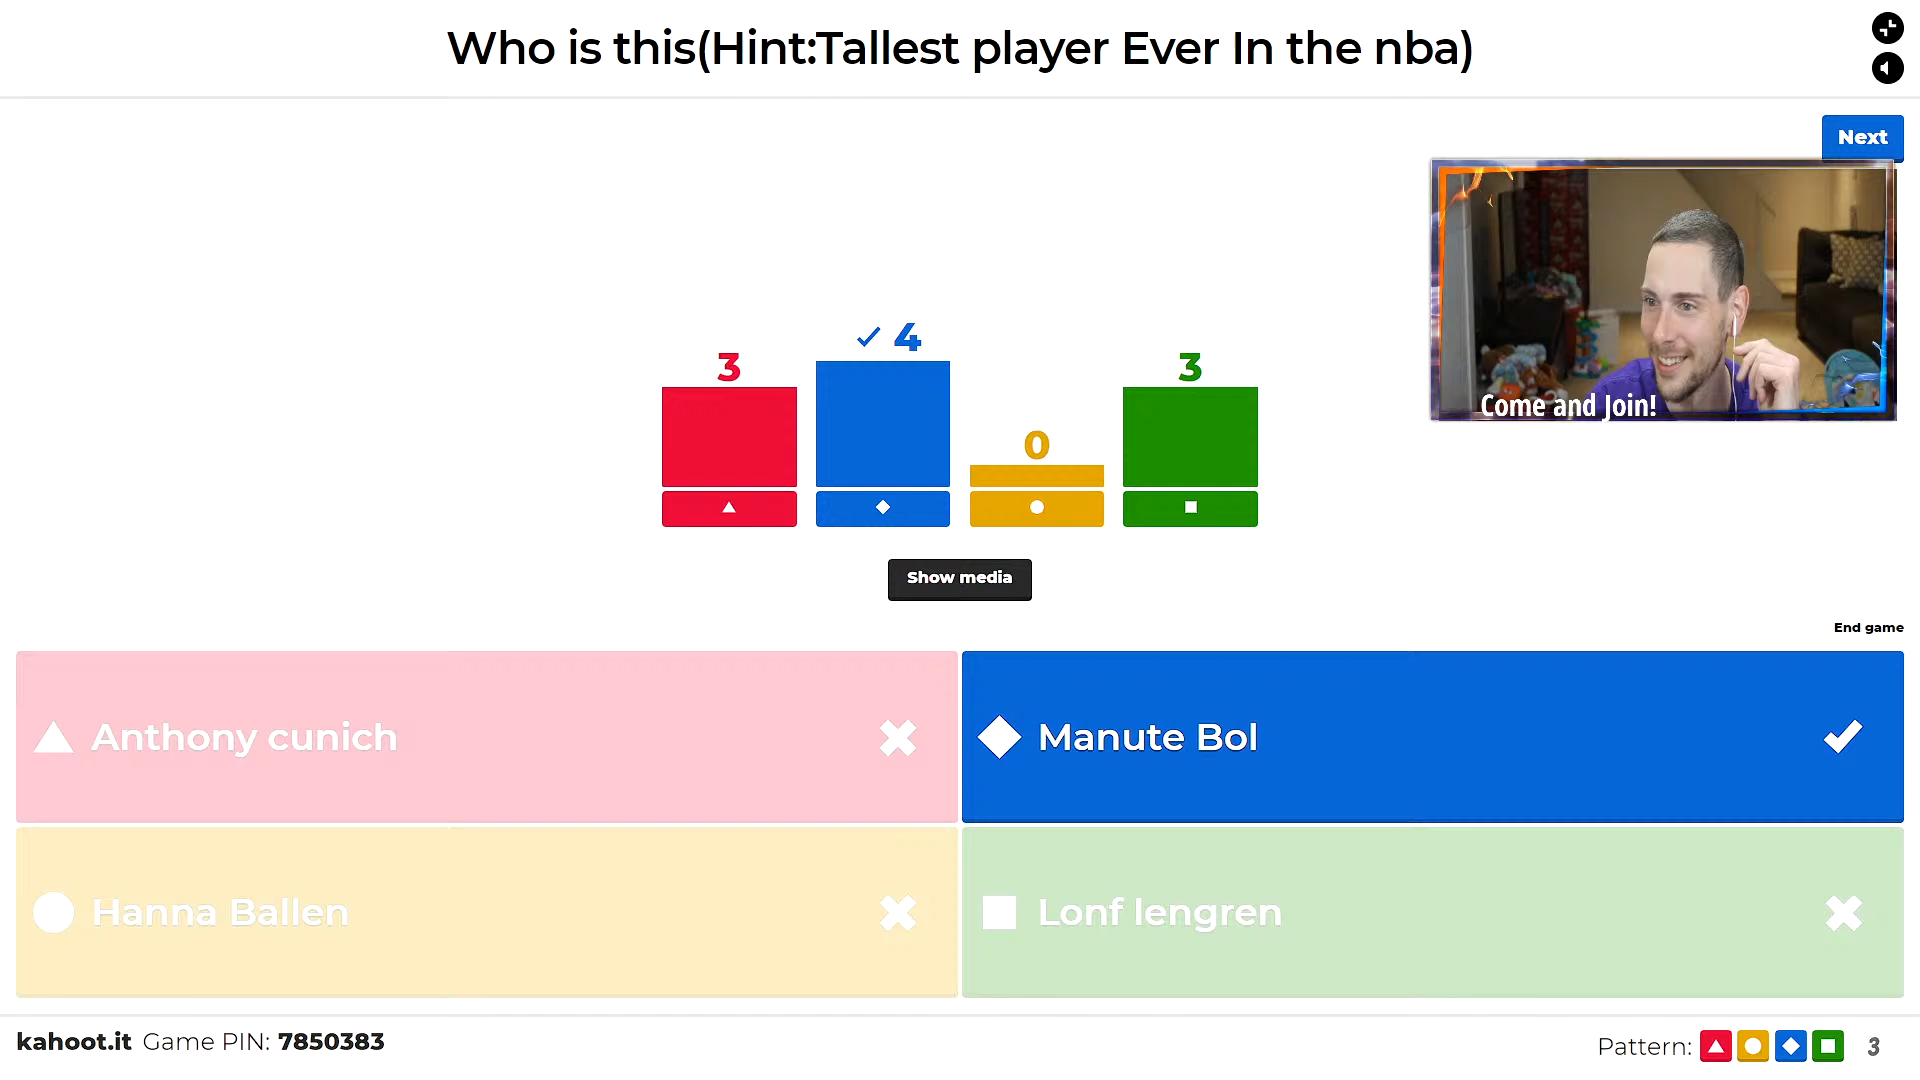 Who is this(Hint:Tallest player Ever In the nba)
Next
Come and Join!
3
4
0
3
Show media
End game
Anthony cunich
Manute Bol
Hanna Ballen
Lonf lengren
kahoot.it Game PIN: 7850383
Pattern: 3